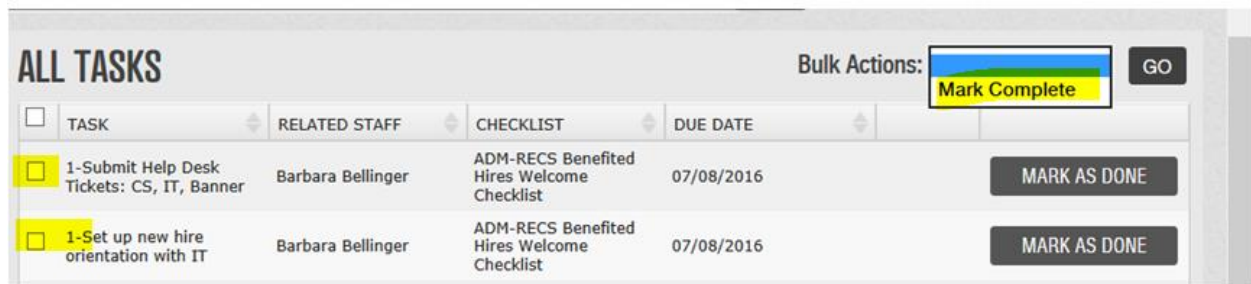 ALL TASKS
Bulk Actions:
Mark Complete
GO
TASK RELATED STAFF CHECKLIST DUE DATE
1-Submit Help Desk
Tickets: CS, IT, Banner
Barbara Bellinger
ADM-RECS Benefited
Hires Welcome
Checklist
07/08/2016
MARK AS DONE
1-Set up new hire
orientation with IT
Barbara Bellinger
ADM-RECS Benefited
Hires Welcome
Checklist
07/08/2016
MARK AS DONE